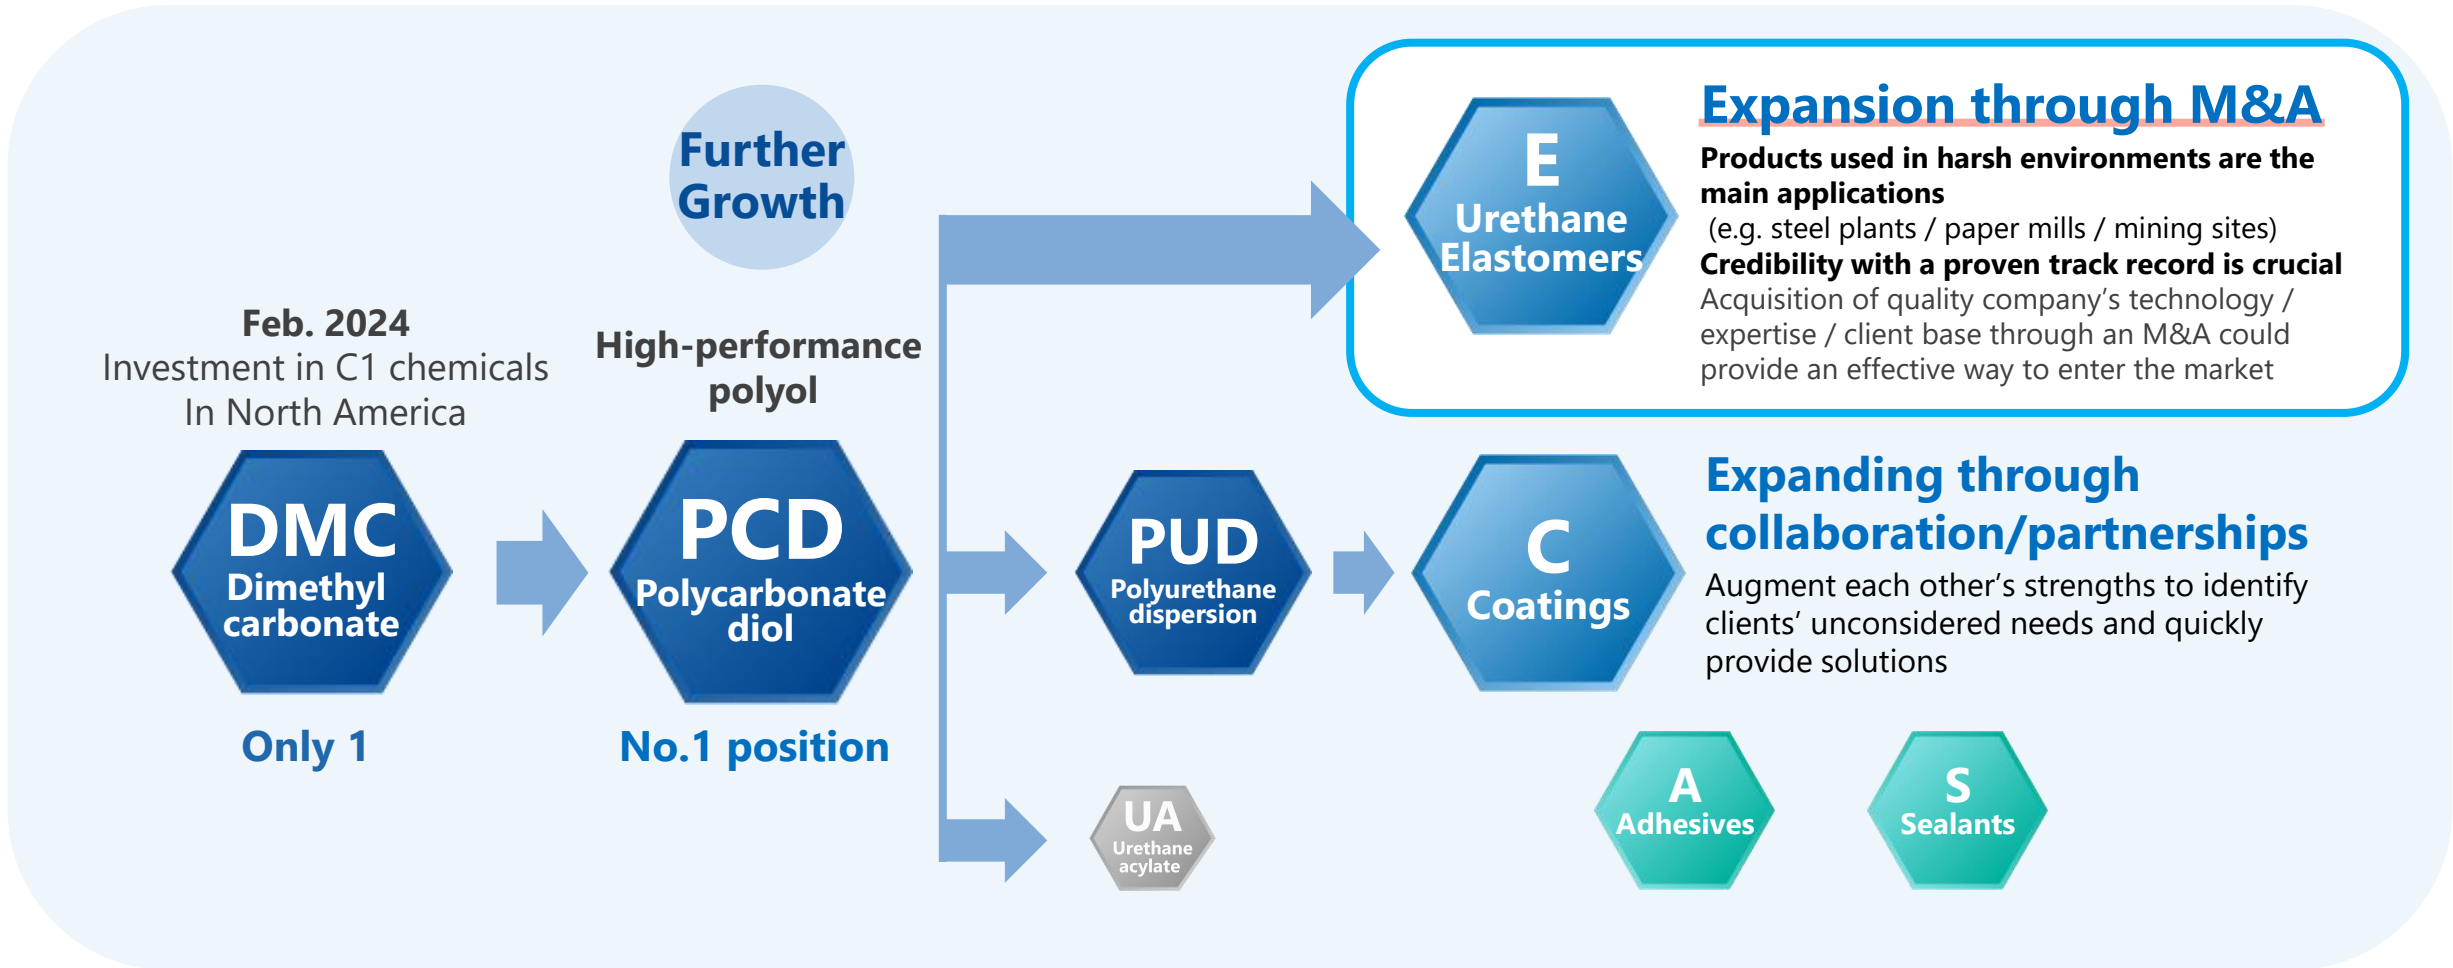 Further
Growth
Feb. 2024
Investment in C1 chemicals
In North America
DMC
Dimethyl
carbonate
Only 1
High-performance
polyol
PCD
Polycarbonate
diol
No.1 position
E
Urethane
Elastomers
Expansion through M&A
Products used in harsh environments are the
main applications
(e.g. steel plants / paper mills / mining sites)
Credibility with a proven track record is crucial
Acquisition of quality company’s technology /
expertise / client base through an M&A could
provide an effective way to enter the market
PUD
Polyurethane
dispersion
C
Coatings
Expanding through
collaboration/partnerships
Augment each other’s strengths to identify
clients’ unconsidered needs and quickly
provide solutions
UA
Urethane
acylate
A
Adhesives
S
Sealants